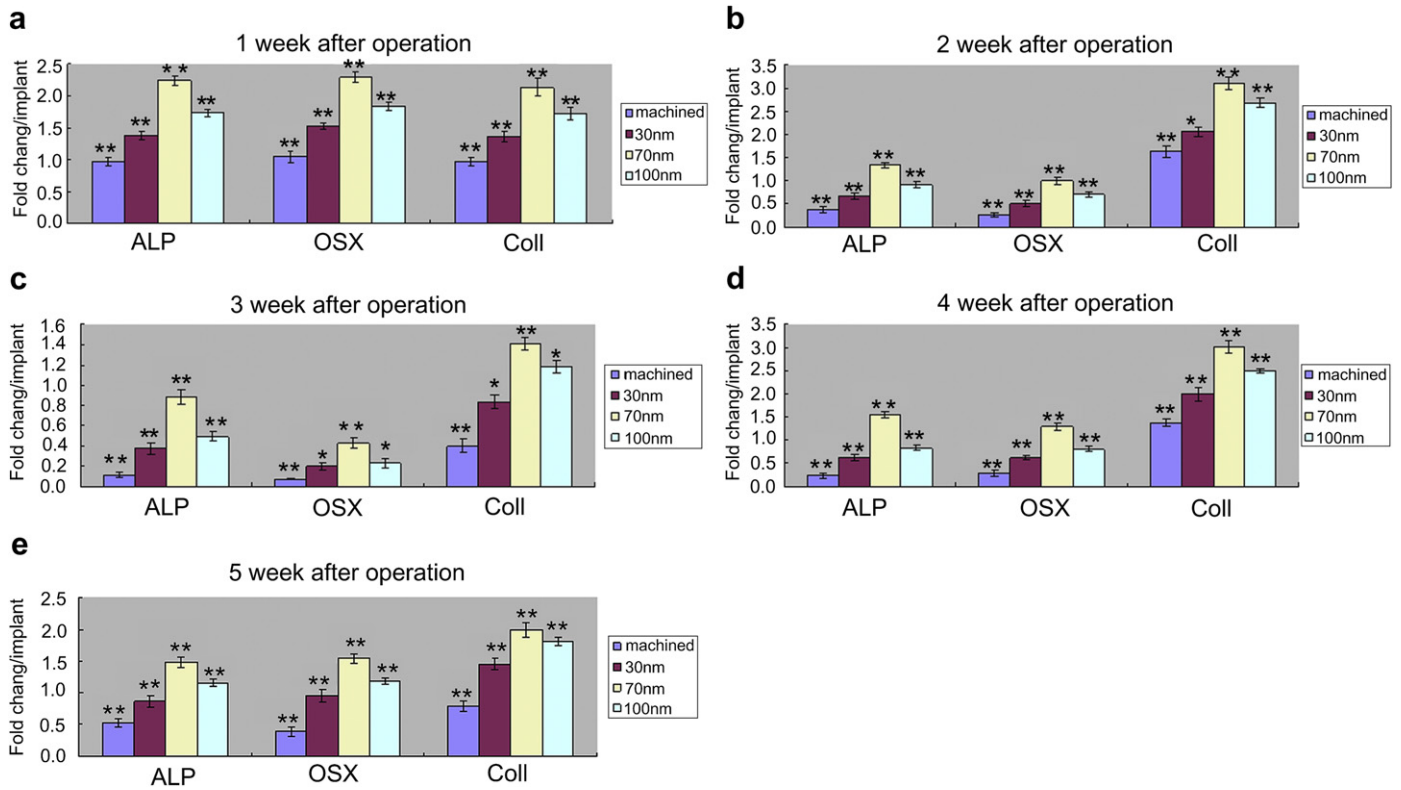 a
1 week after operation
Fold chang/implant
2.5
2.0
1.5
1.0
0.5
0.0
** ** * * **
** ** ** **
** ** ** **
ALP OSX Coll
machined
30nm
70nm
100nm
b
2 week after operation
Fold chang/implant
3.5
3.0
2.5
2.0
1.5
1.0
0.5
0.0
** ** ** **
** ** ** **
** * ** **
ALP OSX Coll
machined
30nm
70nm
100nm
c
3 week after operation
Fold chang/implant
1.6
1.4
1.2
1.0
0.8
0.6
0.4
0.2
0.0
** ** ** **
** * ** *
** * ** *
ALP OSX Coll
machined
30nm
70nm
100nm
d
4 week after operation
Fold chang/implant
3.5
3.0
2.5
2.0
1.5
1.0
0.5
0.0
** ** ** **
** ** ** **
** ** ** **
ALP OSX Coll
machined
30nm
70nm
100nm
e
5 week after operation
Fold chang/implant
2.5
2.0
1.5
1.0
0.5
0.0
** ** ** **
** ** ** **
** ** ** **
ALP OSX Coll
machined
30nm
70nm
100nm